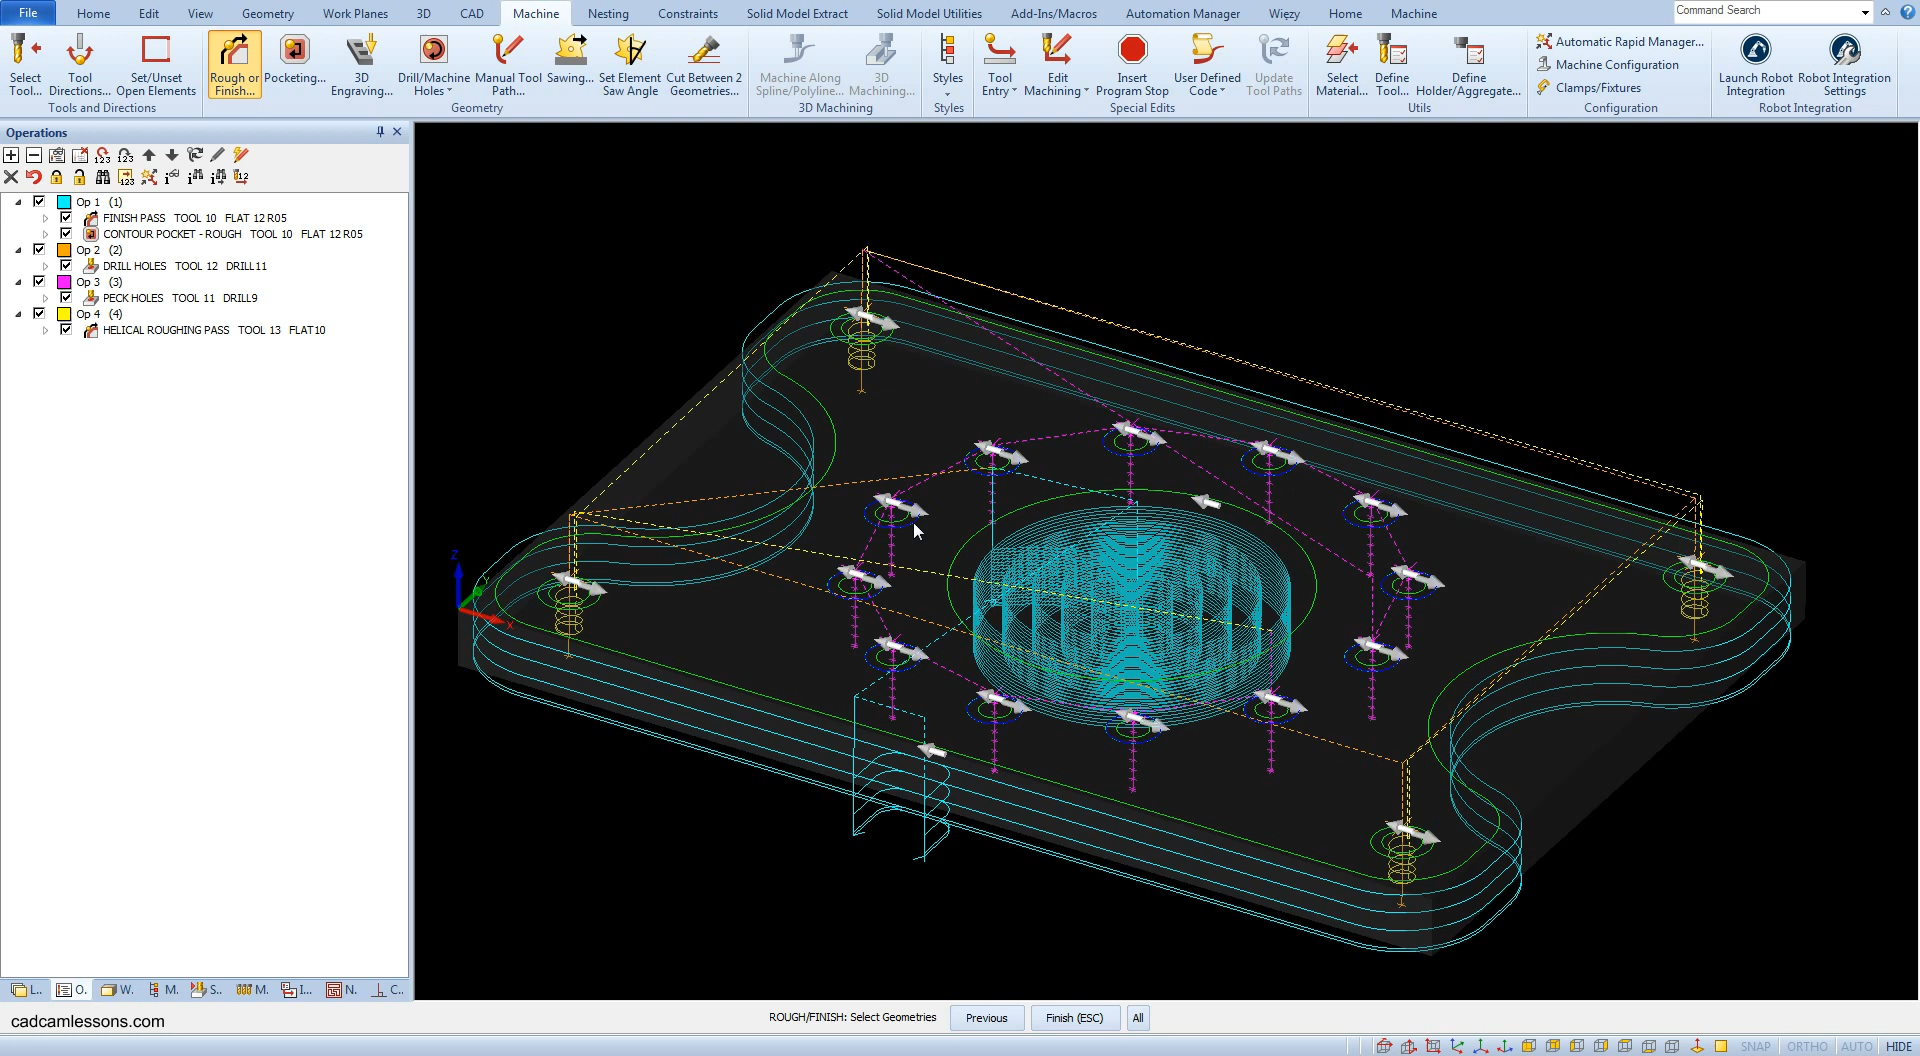 File Home Edit View Geometry Work Planes 3D CAD Machine Nesting Constraints Solid Model Extract Solid Model Utilities Add-Ins/Macros Automation Manager Więzy Home Machine Command Search
Select Tool... Tool Directions... Set/Unset Open Elements
Tools and Directions
Rough or Finish... Pocketing... 3D Engraving... Drill/Machine Holes Manual Tool Path... Sawing... Set Element Saw Angle Cut Between 2 Geometries...
Geometry
Machine Along Spline/Polyline... 3D Machining...
3D Machining
Styles
Styles
Tool Entry Edit Machining Insert Program Stop User Defined Code Update Tool Paths
Special Edits
Select Material... Define Tool... Define Holder/Aggregate...
Utils
Automatic Rapid Manager...
Machine Configuration
Clamps/Fixtures
Configuration
Launch Robot Integration Robot Integration Settings
Robot Integration
Operations
Op 1 (1)
FINISH PASS TOOL 10 FLAT 12 R05
CONTOUR POCKET - ROUGH TOOL 10 FLAT 12 R05
Op 2 (2)
DRILL HOLES TOOL 12 DRILL11
Op 3 (3)
PECK HOLES TOOL 11 DRILL9
Op 4 (4)
HELICAL ROUGHING PASS TOOL 13 FLAT10
Z
Y
X
L.. O. W. M. S.. M. I... N. C..
cadcamlessons.com
ROUGH/FINISH: Select Geometries Previous Finish (ESC) All
SNAP ORTHO AUTO HIDE